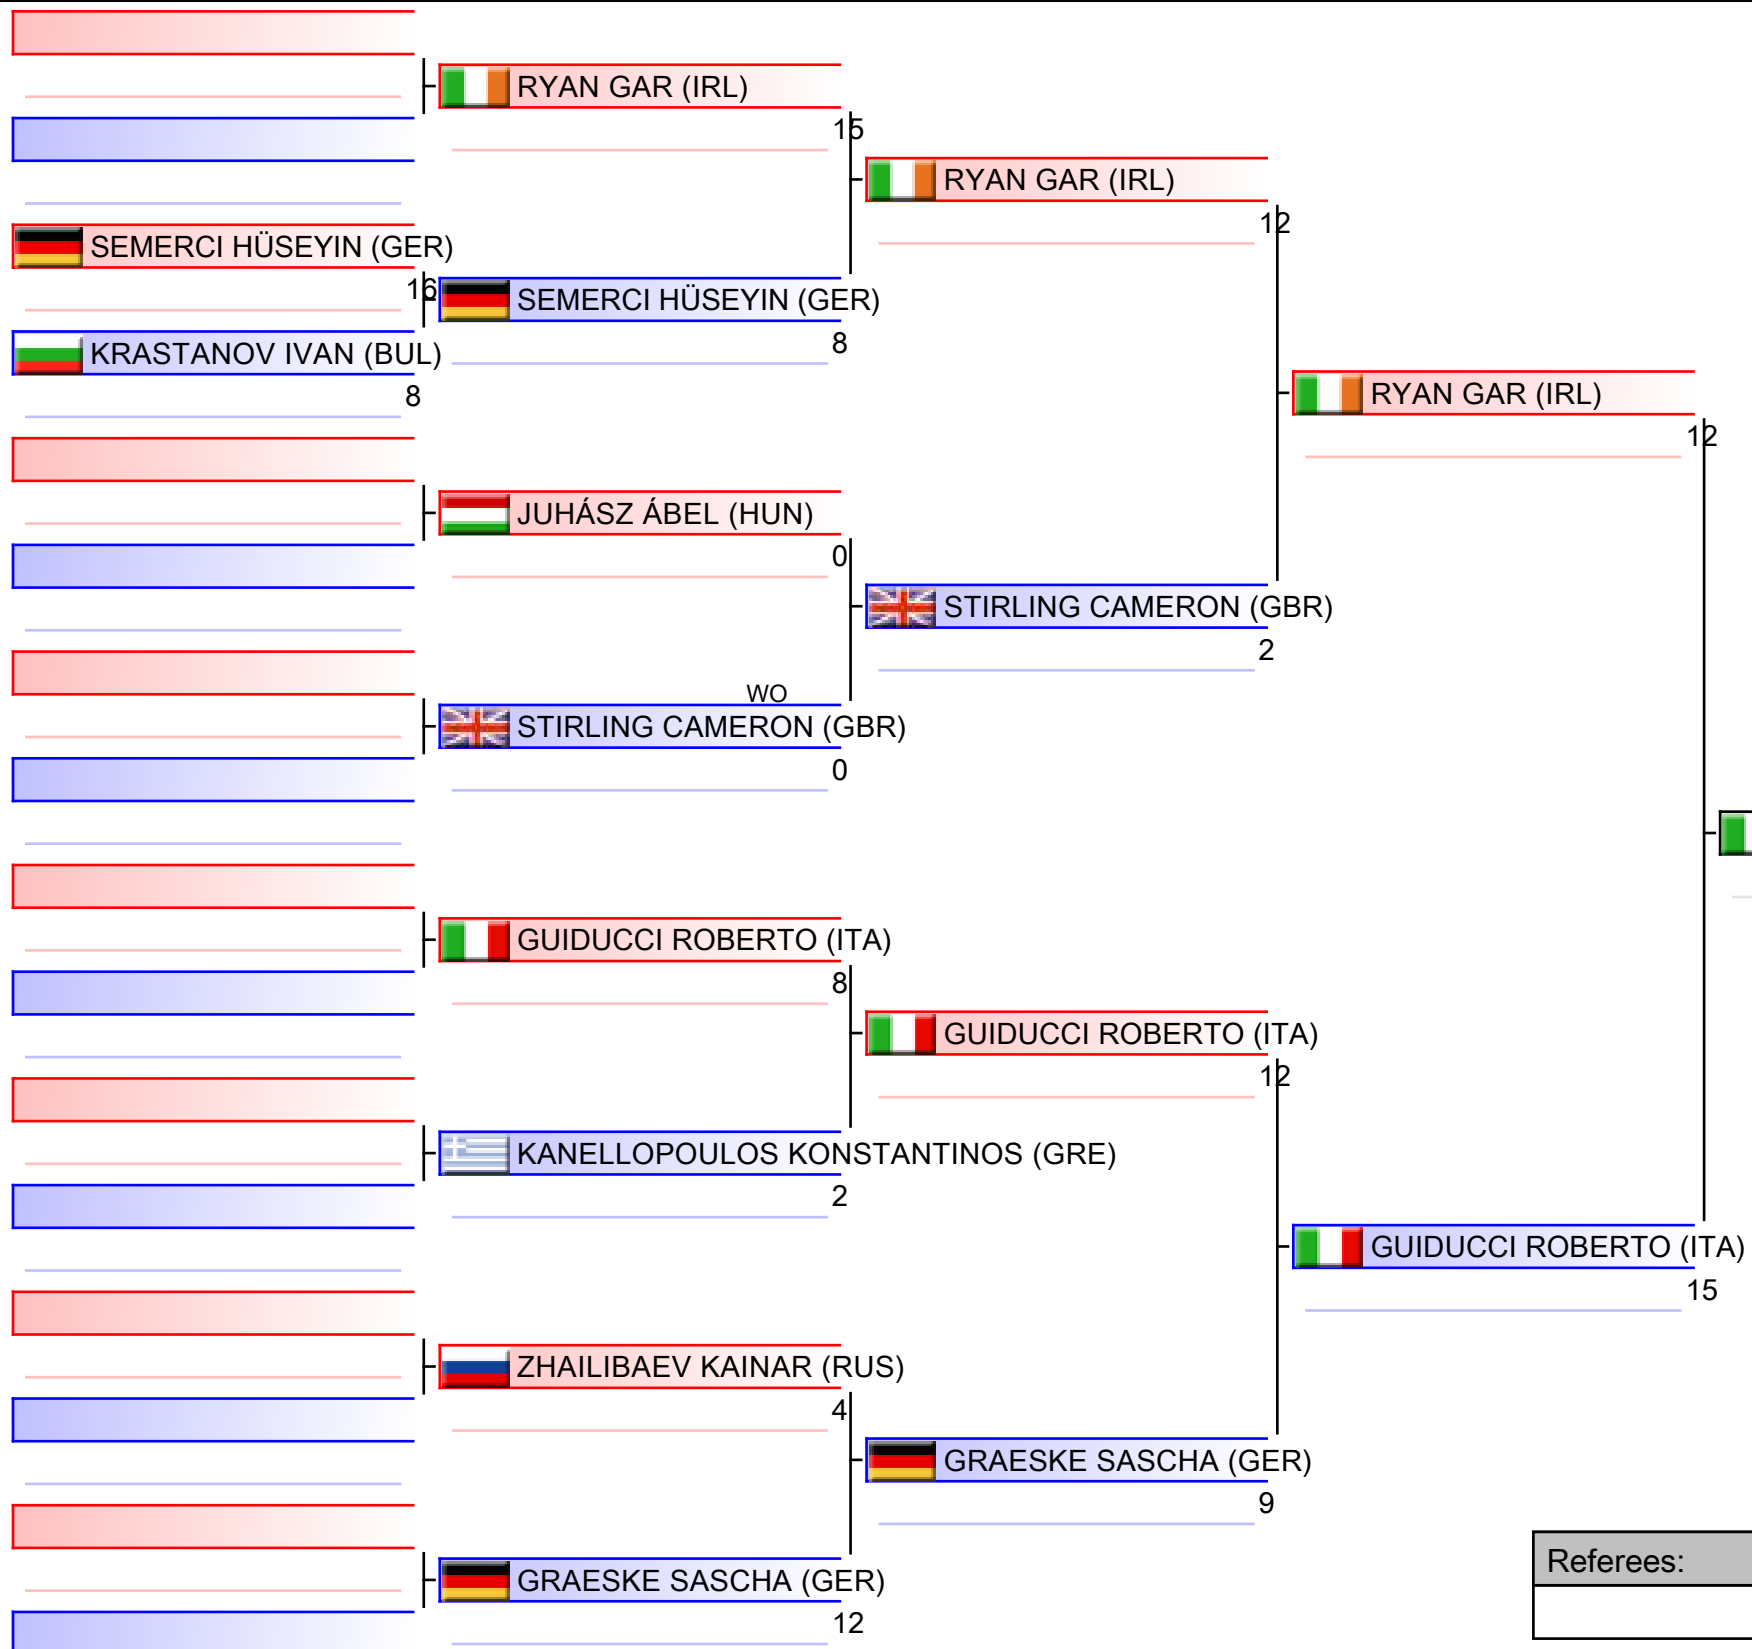 RYAN GAR (IRL)
15
RYAN GAR (IRL)
12
SEMERCI HÜSEYIN (GER)
16
SEMERCI HÜSEYIN (GER)
8
KRASTANOV IVAN (BUL)
8
RYAN GAR (IRL)
12
JUHÁSZ ÁBEL (HUN)
0
STIRLING CAMERON (GBR)
2
WO
STIRLING CAMERON (GBR)
0
GUIDUCCI ROBERTO (ITA)
8
GUIDUCCI ROBERTO (ITA)
12
KANELLOPOULOS KONSTANTINOS (GRE)
2
GUIDUCCI ROBERTO (ITA)
15
ZHAILIBAEV KAINAR (RUS)
4
GRAESKE SASCHA (GER)
9
GRAESKE SASCHA (GER)
12
Referees: